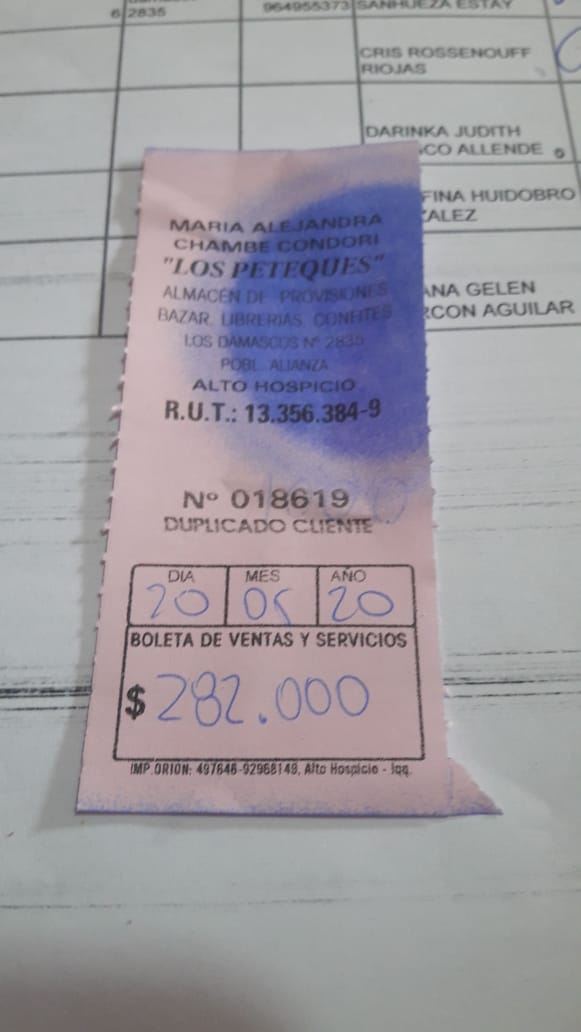 6 2835
964955373 SANHUEZA ESTAY
CRIS ROSSENOUFF
RIOJAS
DARINKA JUDITH
CO ALLENDE
FINA HUIDOBRO
ZALEZ
ANA GELEN
RCON AGUILAR
MARIA ALEJANDRA
CHAMBE CONDORI
"LOS PETEQUES"
ALMACÉN DE PROVISIONES
BAZAR, LIBRERIAS, CONFITES
LOS DAMASCOS Nº 2835
POBL. ALIANZA
ALTO HOSPICIO
R.U.T.: 13.356.384-9
Nº 018619
DUPLICADO CLIENTE
DIA MES AÑO
20 05 20
BOLETA DE VENTAS Y SERVICIOS
$ 282.000
IMP.ORION: 497646-92968149, Alto Hospicio - Iqq.